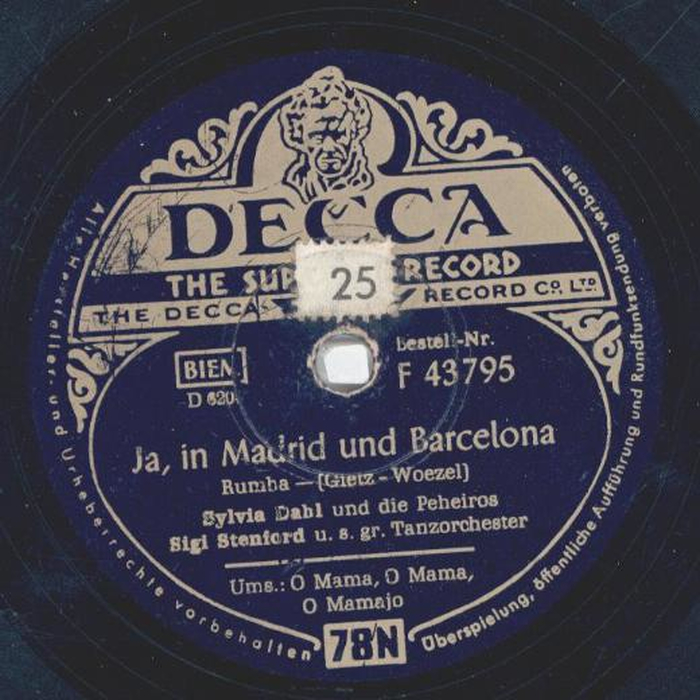 DECCA
THE SUP 25 RECORD
THE DECCA RECORD CO. LTD.
BIEM
D 620
Bestell-Nr.
F 43795
Ja, in Madrid und Barcelona
Rumba — (Gietz - Woezel)
Sylvia Dahl und die Peheiros
Sigi Stenford u. s. gr. Tanzorchester
Ums.: O Mama, O Mama,
O Mamajo
78N
Alle Hersteller- und Urheberrechte vorbehalten
Überspielung, öffentliche Aufführung und Rundfunksendung verboten